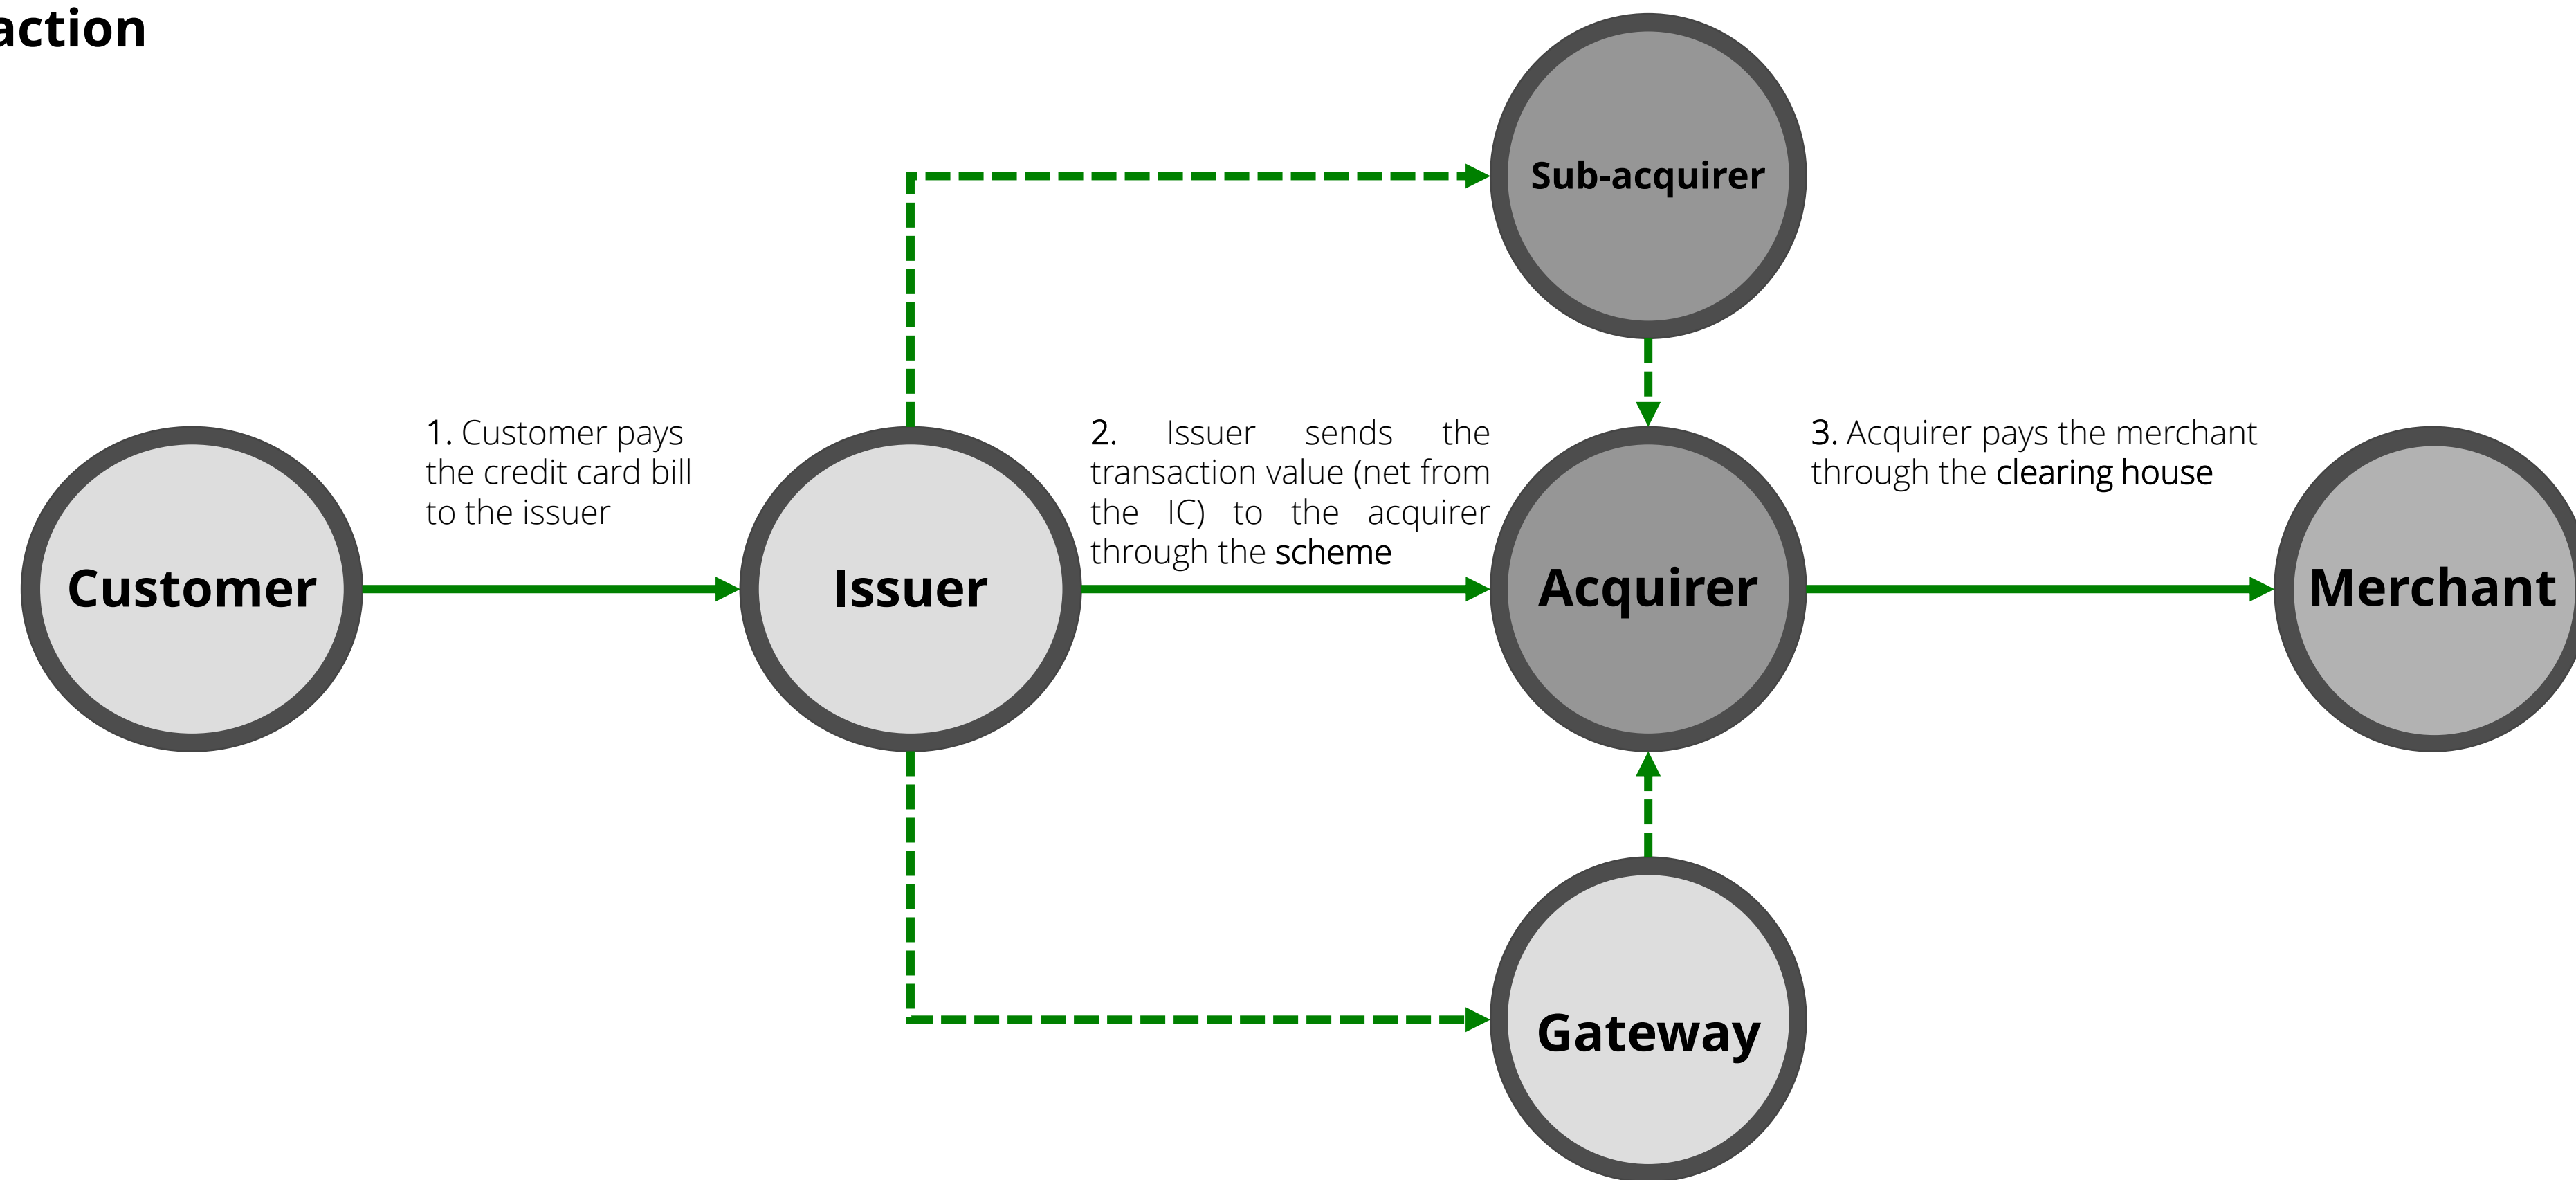 action
Sub-acquirer
1. Customer pays
the credit card bill
to the issuer
2. Issuer sends the
transaction value (net from
the IC) to the acquirer
through the scheme
3. Acquirer pays the merchant
through the clearing house
Customer
Issuer
Acquirer
Merchant
Gateway